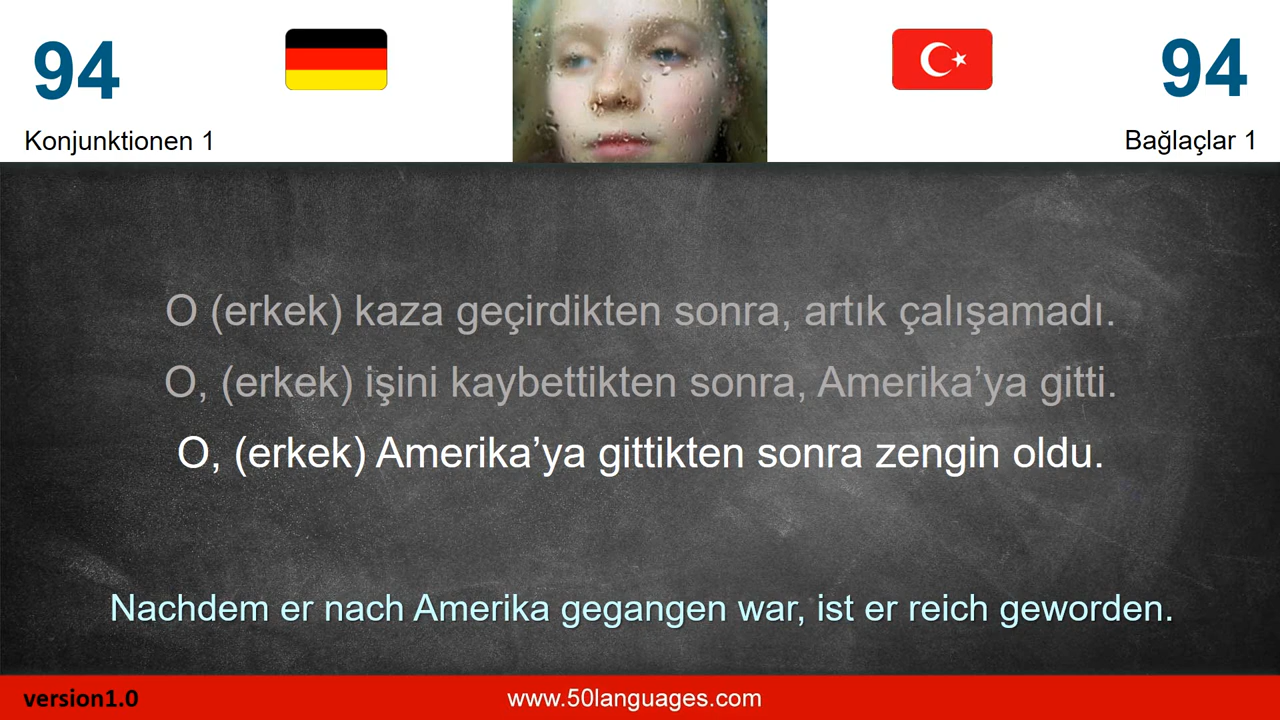 94
94
Konjunktionen 1
Bağlaçlar 1
O (erkek) kaza geçirdikten sonra, artık çalışamadı.
O, (erkek) işini kaybettikten sonra, Amerika’ya gitti.
O, (erkek) Amerika’ya gittikten sonra zengin oldu.
Nachdem er nach Amerika gegangen war, ist er reich geworden.
version1.0
www.50languages.com